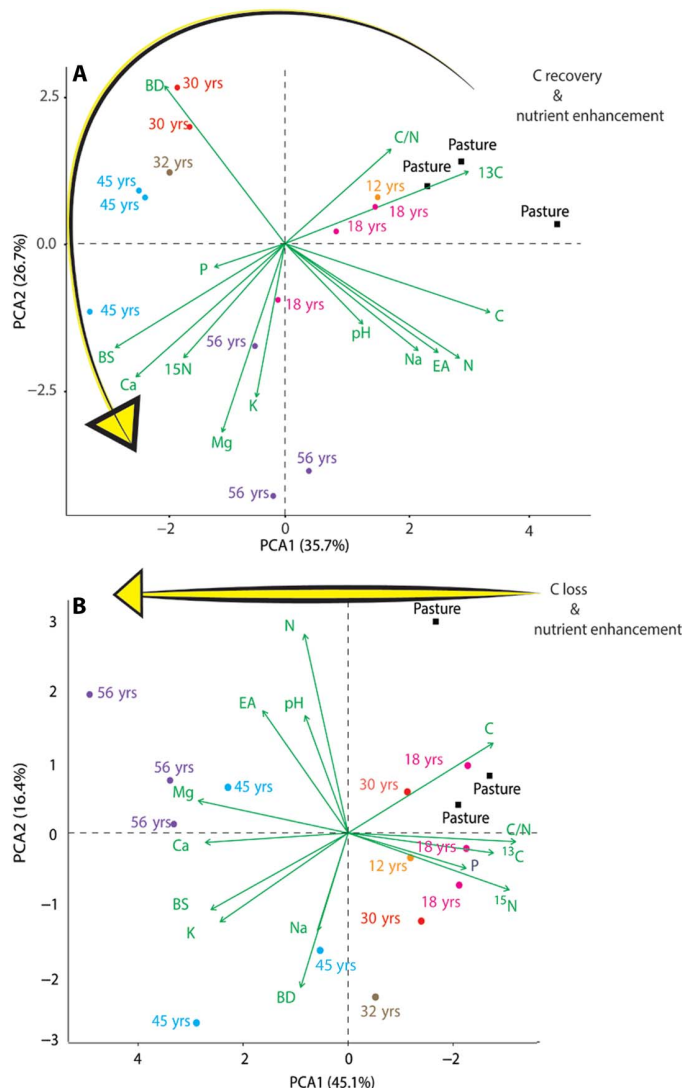 A
C recovery
&
nutrient enhancement
BD
30 yrs
2.5
30 yrs
C/N
Pasture
32 yrs
Pasture
13C
45 yrs
12 yrs
45 yrs
18 yrs
Pasture
18 yrs
0.0
P
45 yrs
18 yrs
C
pH
56 yrs
BS
15N
Na
EA
N
Ca
−2.5
K
Mg
56 yrs
56 yrs
PCA2 (26.7%)
−2
0
2
4
PCA1 (35.7%)
B
C loss
&
nutrient enhancement
Pasture
3
N
2
56 yrs
EA
pH
C
1
18 yrs
56 yrs
45 yrs
30 yrs
Pasture
Mg
Pasture
56 yrs
C/N
0
Ca
18 yrs
13C
12 yrs
P
BS
18 yrs
15N
−1
K
Na
30 yrs
45 yrs
−2
BD
32 yrs
45 yrs
−3
PCA2 (16.4%)
4
2
0
−2
PCA1 (45.1%)